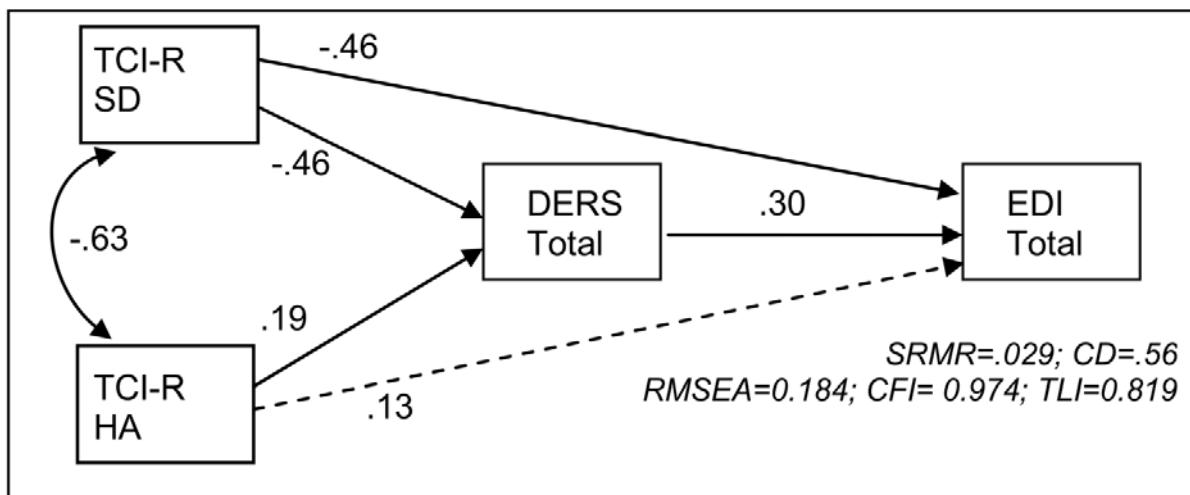 TCI-R
SD
-.46
-.46
DERS
Total
.30
EDI
Total
-.63
.19
TCI-R
HA
.13
SRMR=.029; CD=.56
RMSEA=0.184; CFI= 0.974; TLI=0.819